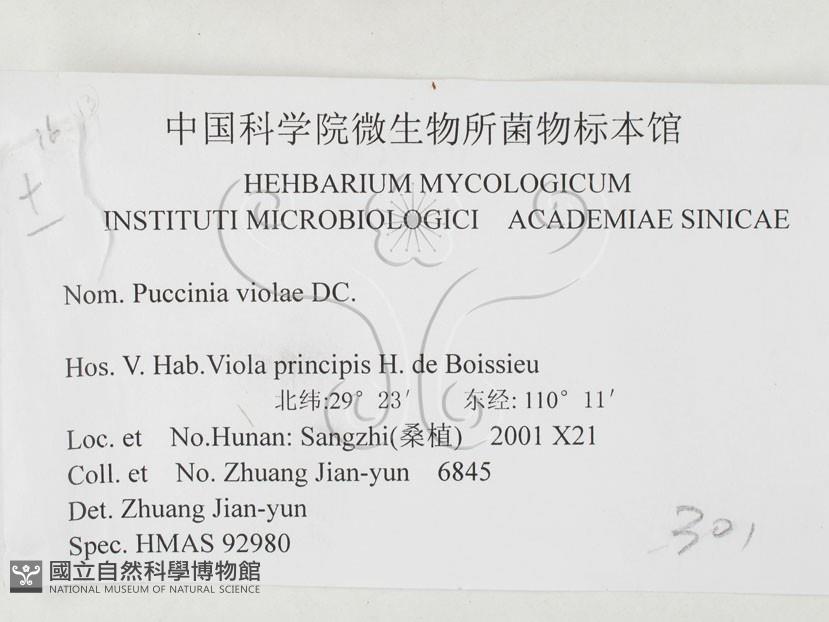 中国科学院微生物所菌物标本馆
HEHBARIUM MYCOLOGICUM
INSTITUTI MICROBIOLOGICI ACADEMIAE SINICAE
Nom. Puccinia violae DC.
Hos. V. Hab.Viola principis H. de Boissieu
北纬:29° 23′ 东经: 110° 11′
Loc. et No.Hunan: Sangzhi(桑植) 2001 X21
Coll. et No. Zhuang Jian-yun 6845
Det. Zhuang Jian-yun
Spec. HMAS 92980
301
國立自然科學博物館
NATIONAL MUSEUM OF NATURAL SCIENCE